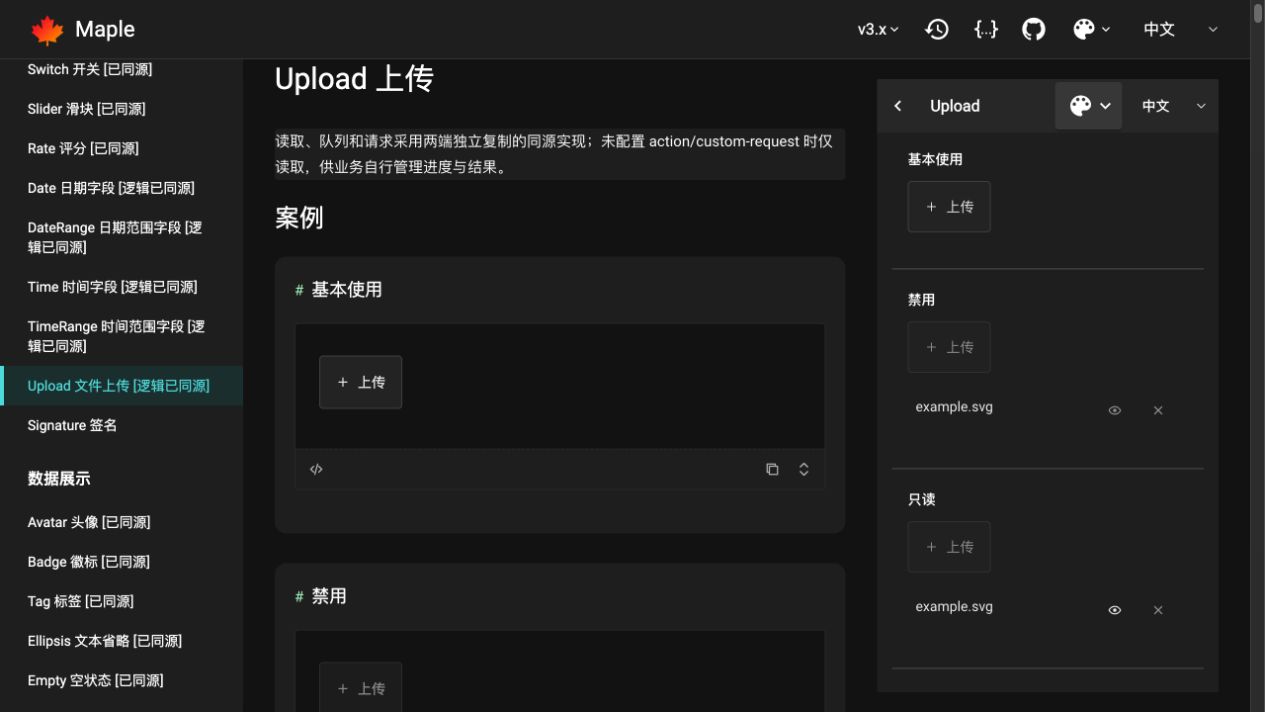 Maple
v3.x
{...}
中文
Switch 开关 [已同源]
Slider 滑块 [已同源]
Rate 评分 [已同源]
Date 日期字段 [逻辑已同源]
DateRange 日期范围字段 [逻
辑已同源]
Time 时间字段 [逻辑已同源]
TimeRange 时间范围字段 [逻
辑已同源]
Upload 文件上传 [逻辑已同源]
Signature 签名
数据展示
Avatar 头像 [已同源]
Badge 徽标 [已同源]
Tag 标签 [已同源]
Ellipsis 文本省略 [已同源]
Empty 空状态 [已同源]
Upload 上传
读取、队列和请求采用两端独立复制的同源实现；未配置 action/custom-request 时仅
读取，供业务自行管理进度与结果。
案例
# 基本使用
+ 上传
# 禁用
+ 上传
Upload
中文
基本使用
+ 上传
禁用
+ 上传
example.svg
只读
+ 上传
example.svg